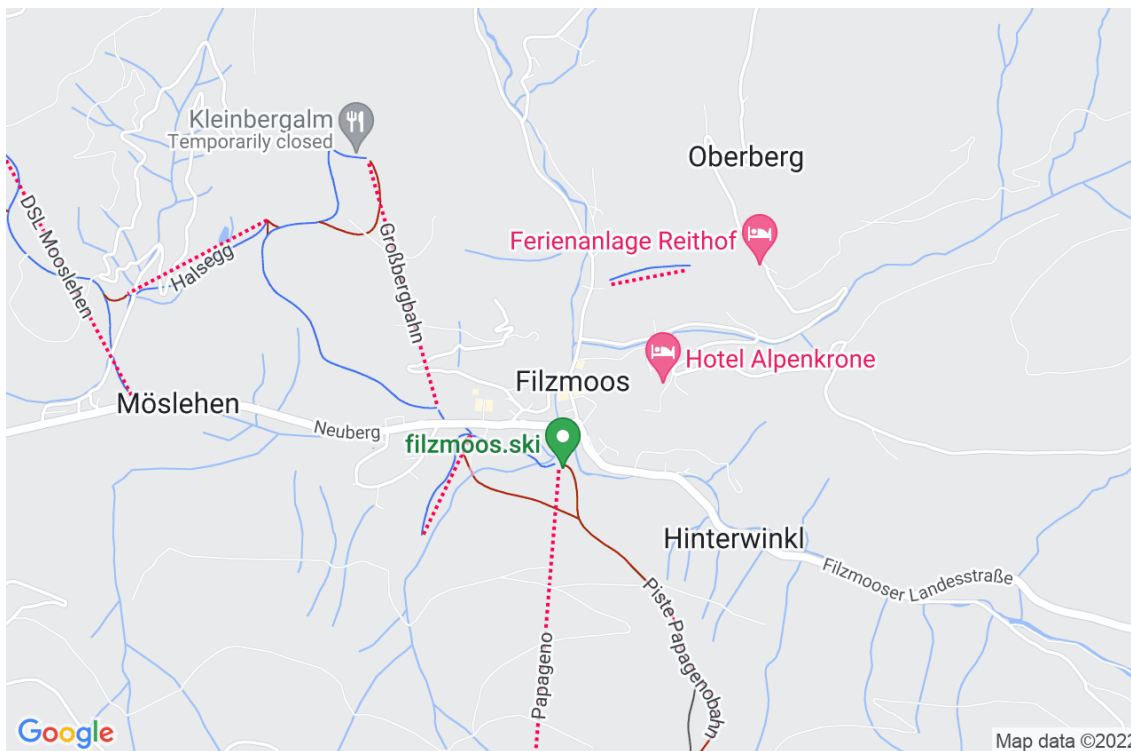 Kleinbergalm
Temporarily closed
Oberberg
DSL Mooslehen
Halsegg
Großbergbahn
Ferienanlage Reithof
Hotel Alpenkrone
Filzmoos
Möslehen
Neuberg
filzmoos.ski
Hinterwinkl
Filzmooser Landesstraße
Papageno
Piste Papagenobahn
Google
Map data ©2022